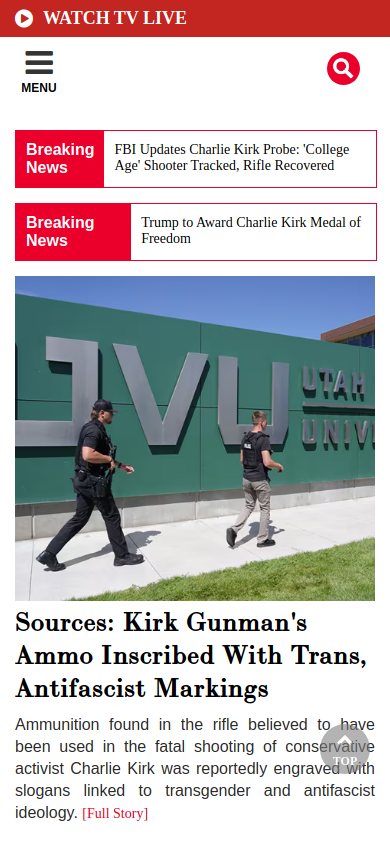 WATCH TV LIVE
MENU
Breaking News
FBI Updates Charlie Kirk Probe: 'College
Age' Shooter Tracked, Rifle Recovered
Breaking News
Trump to Award Charlie Kirk Medal of
Freedom
UVU
UTAH
UNIV
Sources: Kirk Gunman's
Ammo Inscribed With Trans,
Antifascist Markings
Ammunition found in the rifle believed to have
been used in the fatal shooting of conservative
activist Charlie Kirk was reportedly engraved with
slogans linked to transgender and antifascist
ideology. [Full Story]
TOP